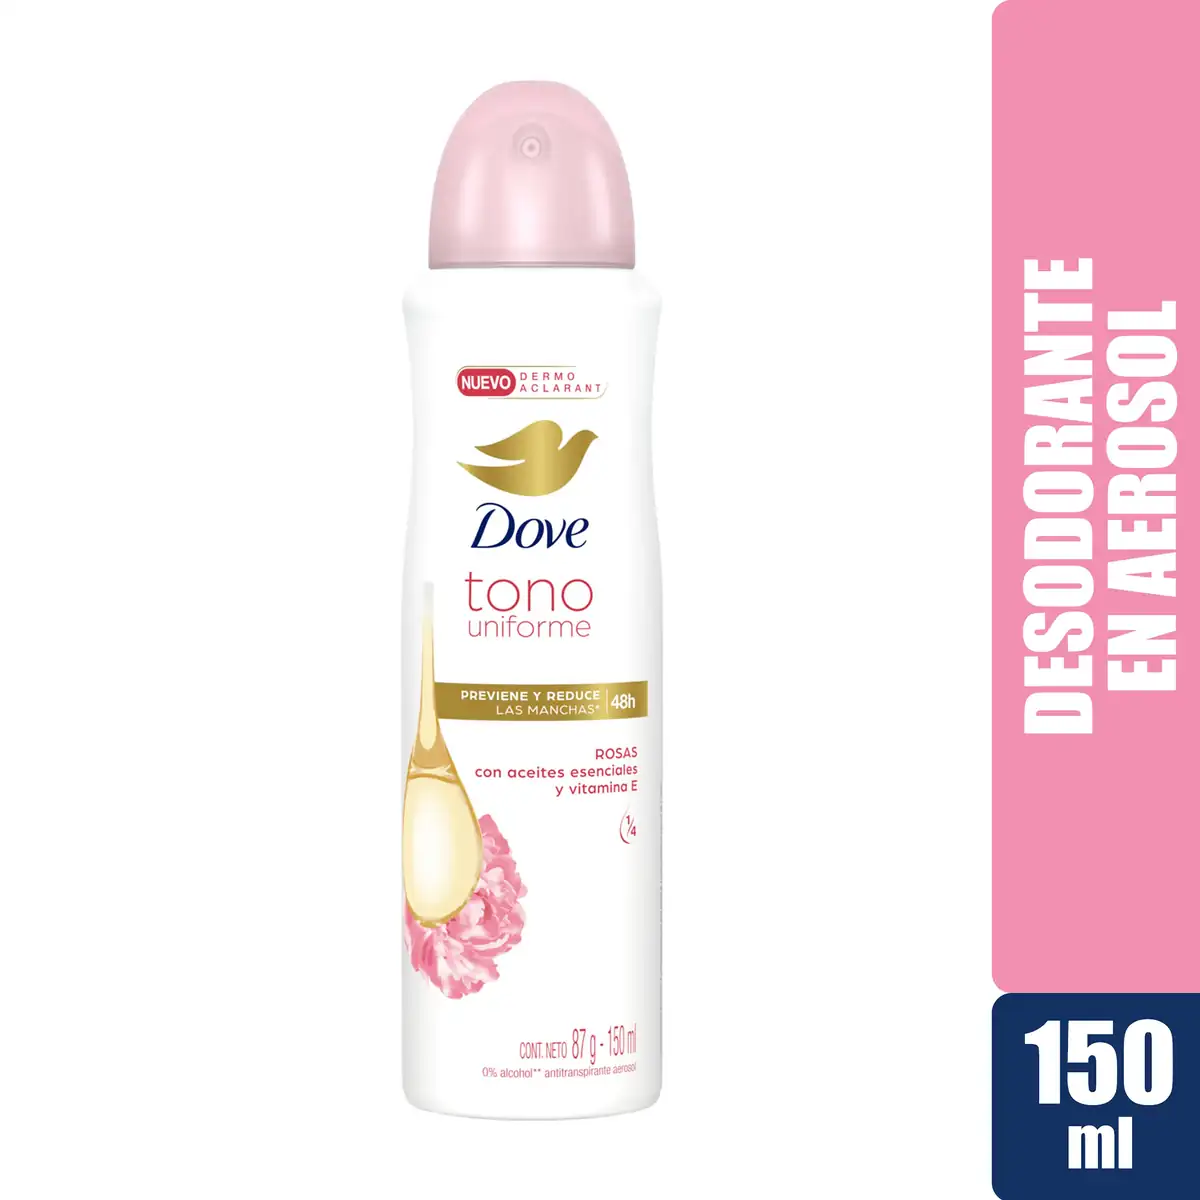 NUEVO
DERMO
ACLARANT
Dove
tono
uniforme
PREVIENE Y REDUCE
LAS MANCHAS*
48h
ROSAS
con aceites esenciales
y vitamina E
1/4
CONT. NETO 87 g - 150 ml
0% alcohol** antitranspirante aerosol
DESODORANTE
EN AEROSOL
150
ml